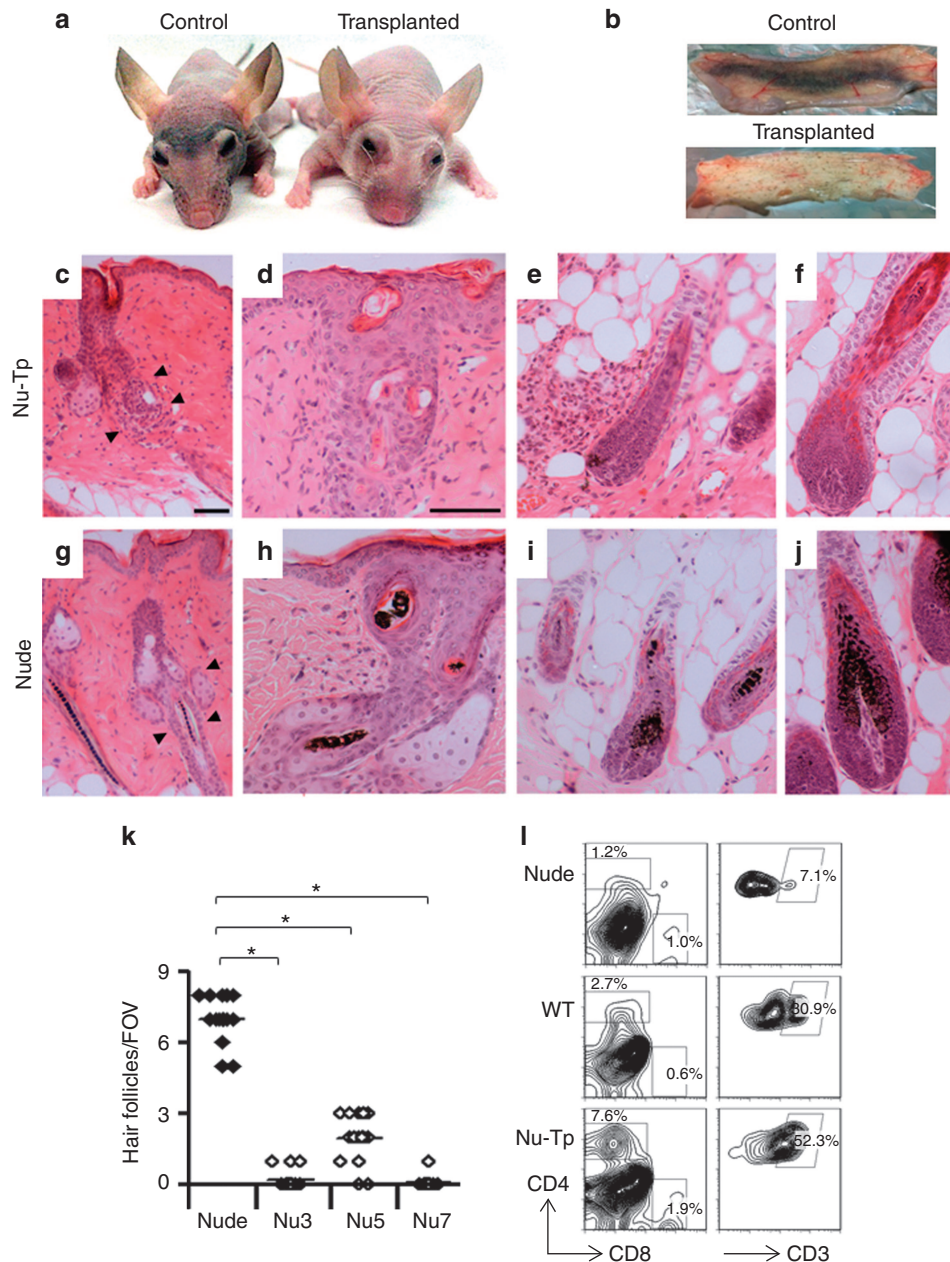 a
Control Transplanted
b
Control
Transplanted
c d e f
Nu-Tp
g h i j
Nude
k
*
*
*
9
6
3
0
Hair follicles/FOV
Nude Nu3 Nu5 Nu7
l
Nude
1.2%
1.0%
7.1%
WT
2.7%
0.6%
30.9%
Nu-Tp
7.6%
1.9%
52.3%
CD4
CD8 CD3